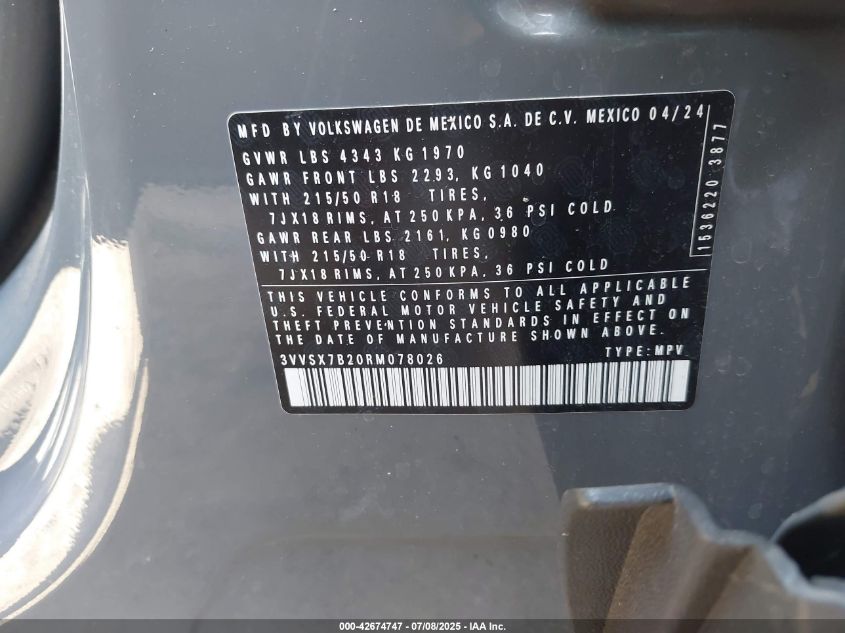 MFD BY VOLKSWAGEN DE MEXICO S.A. DE C.V. MEXICO 04/24
GVWR LBS 4343 KG 1970
GAWR FRONT LBS 2293, KG 1040
WITH 215/50 R18 TIRES,
7JX18 RIMS, AT 250 KPA, 36 PSI COLD
GAWR REAR LBS 2161, KG 0980
WITH 215/50 R18 TIRES,
7JX18 RIMS, AT 250 KPA, 36 PSI COLD
THIS VEHICLE CONFORMS TO ALL APPLICABLE
U.S. FEDERAL MOTOR VEHICLE SAFETY AND
THEFT PREVENTION STANDARDS IN EFFECT ON
THE DATE OF MANUFACTURE SHOWN ABOVE.
3VVSX7B20RM078026 TYPE: MPV
1536220 3877
000-42674747 - 07/08/2025 - IAA Inc.